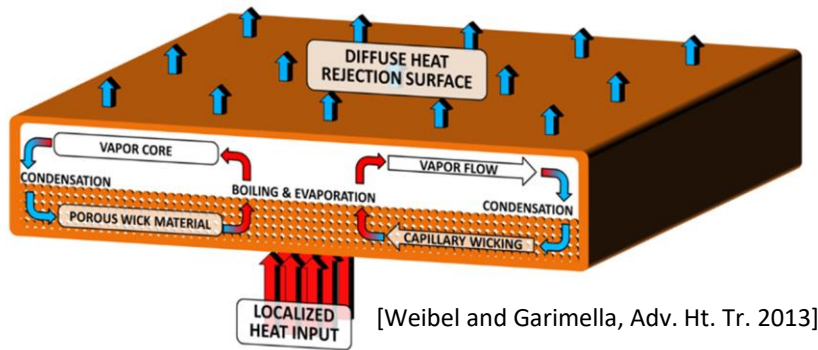 DIFFUSE HEAT
REJECTION SURFACE
VAPOR CORE
VAPOR FLOW
CONDENSATION
BOILING & EVAPORATION
CONDENSATION
POROUS WICK MATERIAL
CAPILLARY WICKING
LOCALIZED
HEAT INPUT
[Weibel and Garimella, Adv. Ht. Tr. 2013]